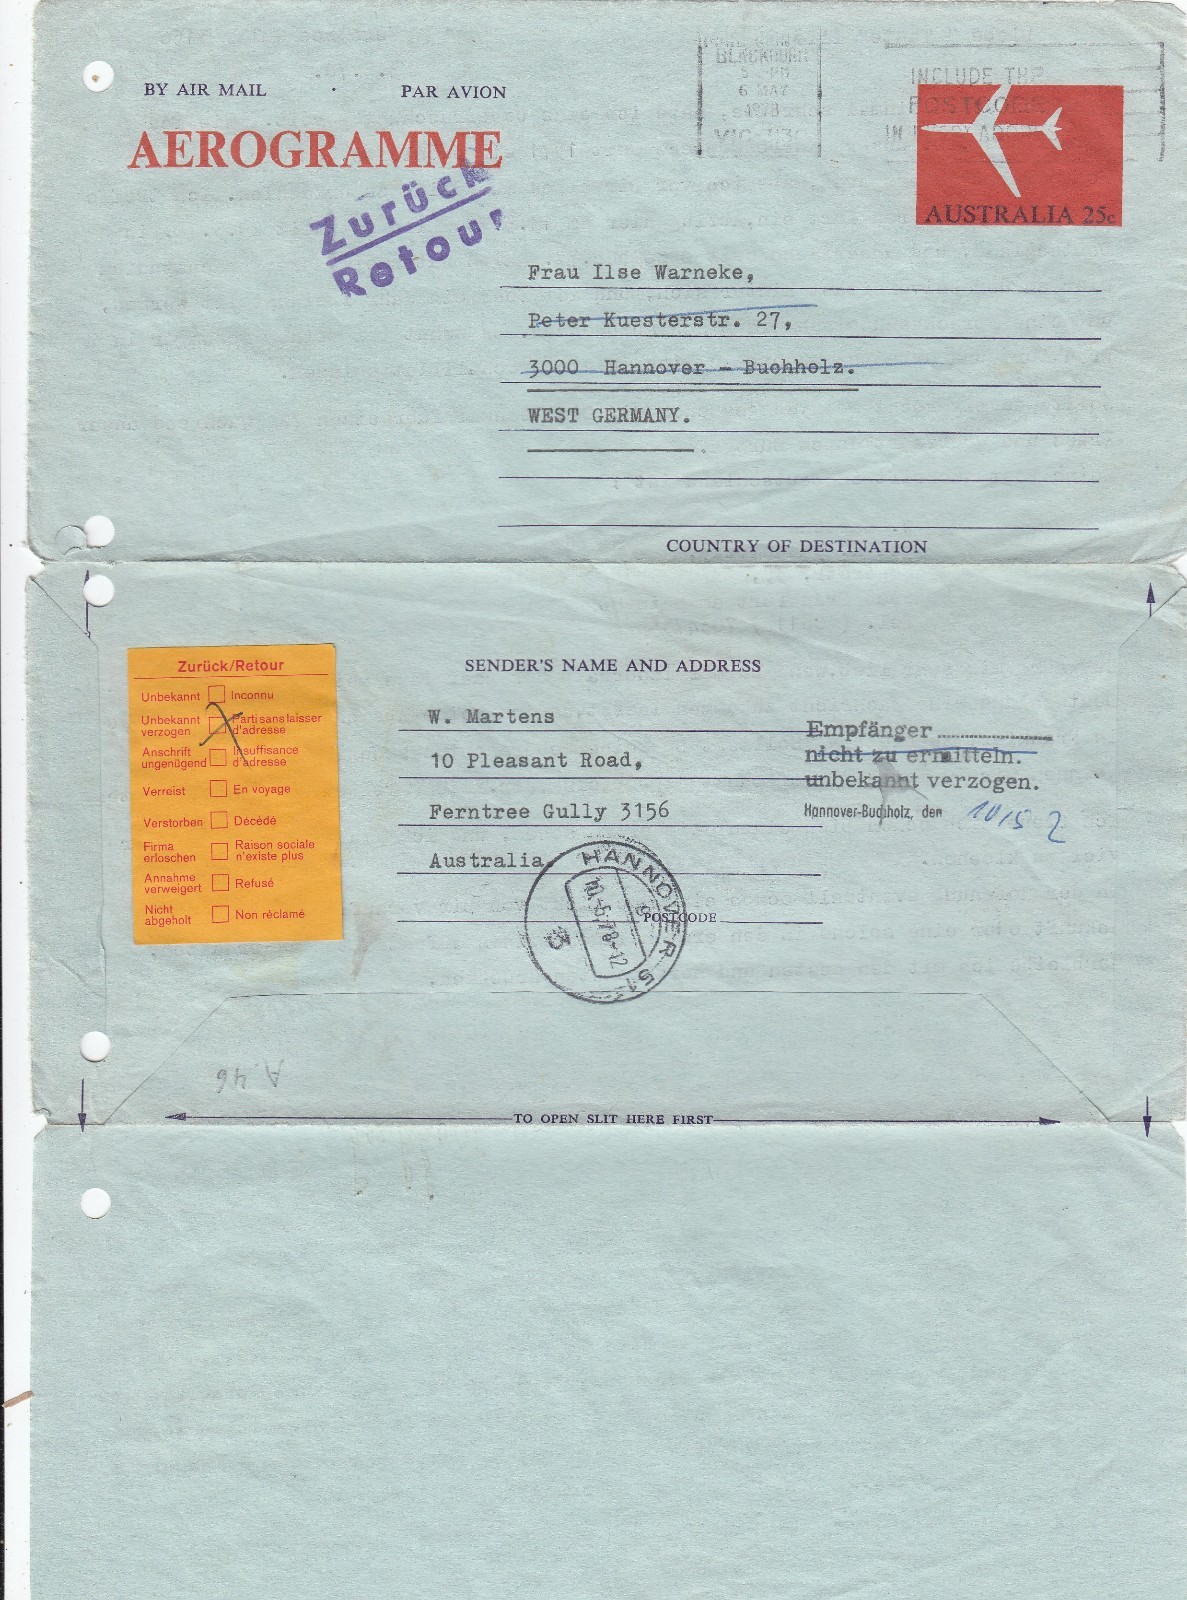 BY AIR MAIL · PAR AVION
AEROGRAMME
Zurück
Retour
BLACKBURN
5 PM
6 MAY
1978
VIC
INCLUDE THE
POSTCODE
IN
AUSTRALIA 25c
Frau Ilse Warneke,
Peter Kuesterstr. 27,
3000 Hannover - Buchholz.
WEST GERMANY.
COUNTRY OF DESTINATION
Zurück/Retour
Unbekannt Inconnu
Unbekannt verzogen Parti sans laisser d'adresse
Anschrift ungenügend Insuffisance d'adresse
Verreist En voyage
Verstorben Décédé
Firma erloschen Raison sociale n'existe plus
Annahme verweigert Refusé
Nicht abgeholt Non réclamé
SENDER'S NAME AND ADDRESS
W. Martens
10 Pleasant Road,
Ferntree Gully 3156
Australia.
POSTCODE
Empfänger
nicht zu ermitteln.
unbekannt verzogen.
Hannover-Buchholz, den 10/5
HANNOVER 51
10.-5.78-12
A.46
TO OPEN SLIT HERE FIRST